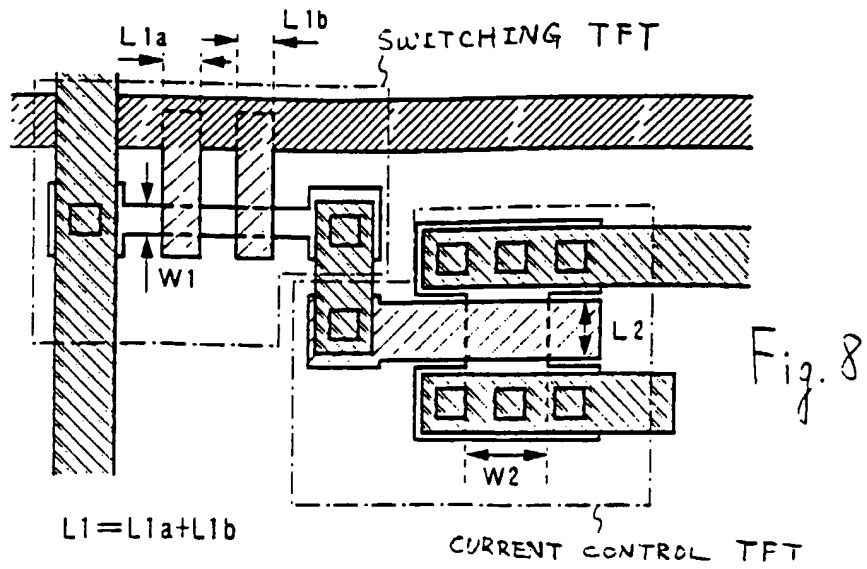 L1a
L1b
SWITCHING TFT
W1
L2
Fig. 8
W2
L1=L1a+L1b
CURRENT CONTROL TFT